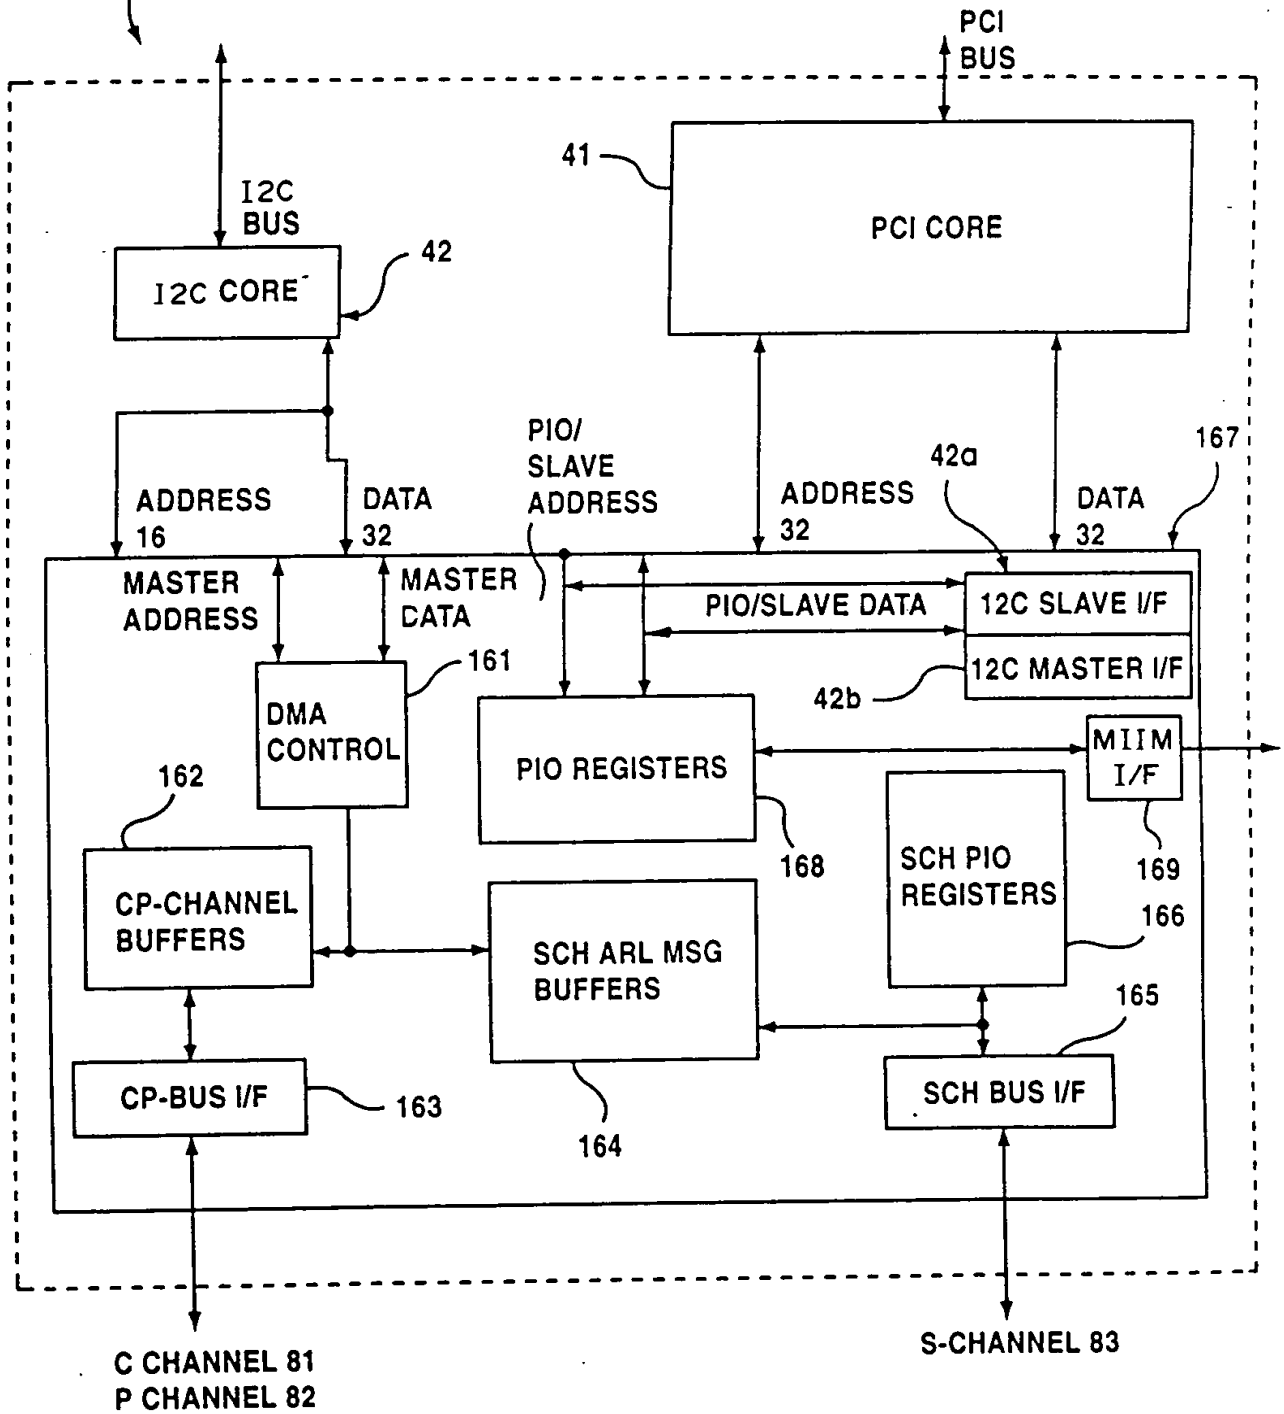 PCI
BUS
41
I2C
BUS
PCI CORE
42
I2C CORE
PIO/
SLAVE
ADDRESS
167
42a
ADDRESS
16
DATA
32
ADDRESS
32
DATA
32
MASTER
ADDRESS
MASTER
DATA
PIO/SLAVE DATA
12C SLAVE I/F
12C MASTER I/F
42b
161
DMA
CONTROL
PIO REGISTERS
MIIM
I/F
162
168
169
SCH PIO
REGISTERS
166
CP-CHANNEL
BUFFERS
SCH ARL MSG
BUFFERS
165
CP-BUS I/F
163
SCH BUS I/F
164
S-CHANNEL 83
C CHANNEL 81
P CHANNEL 82